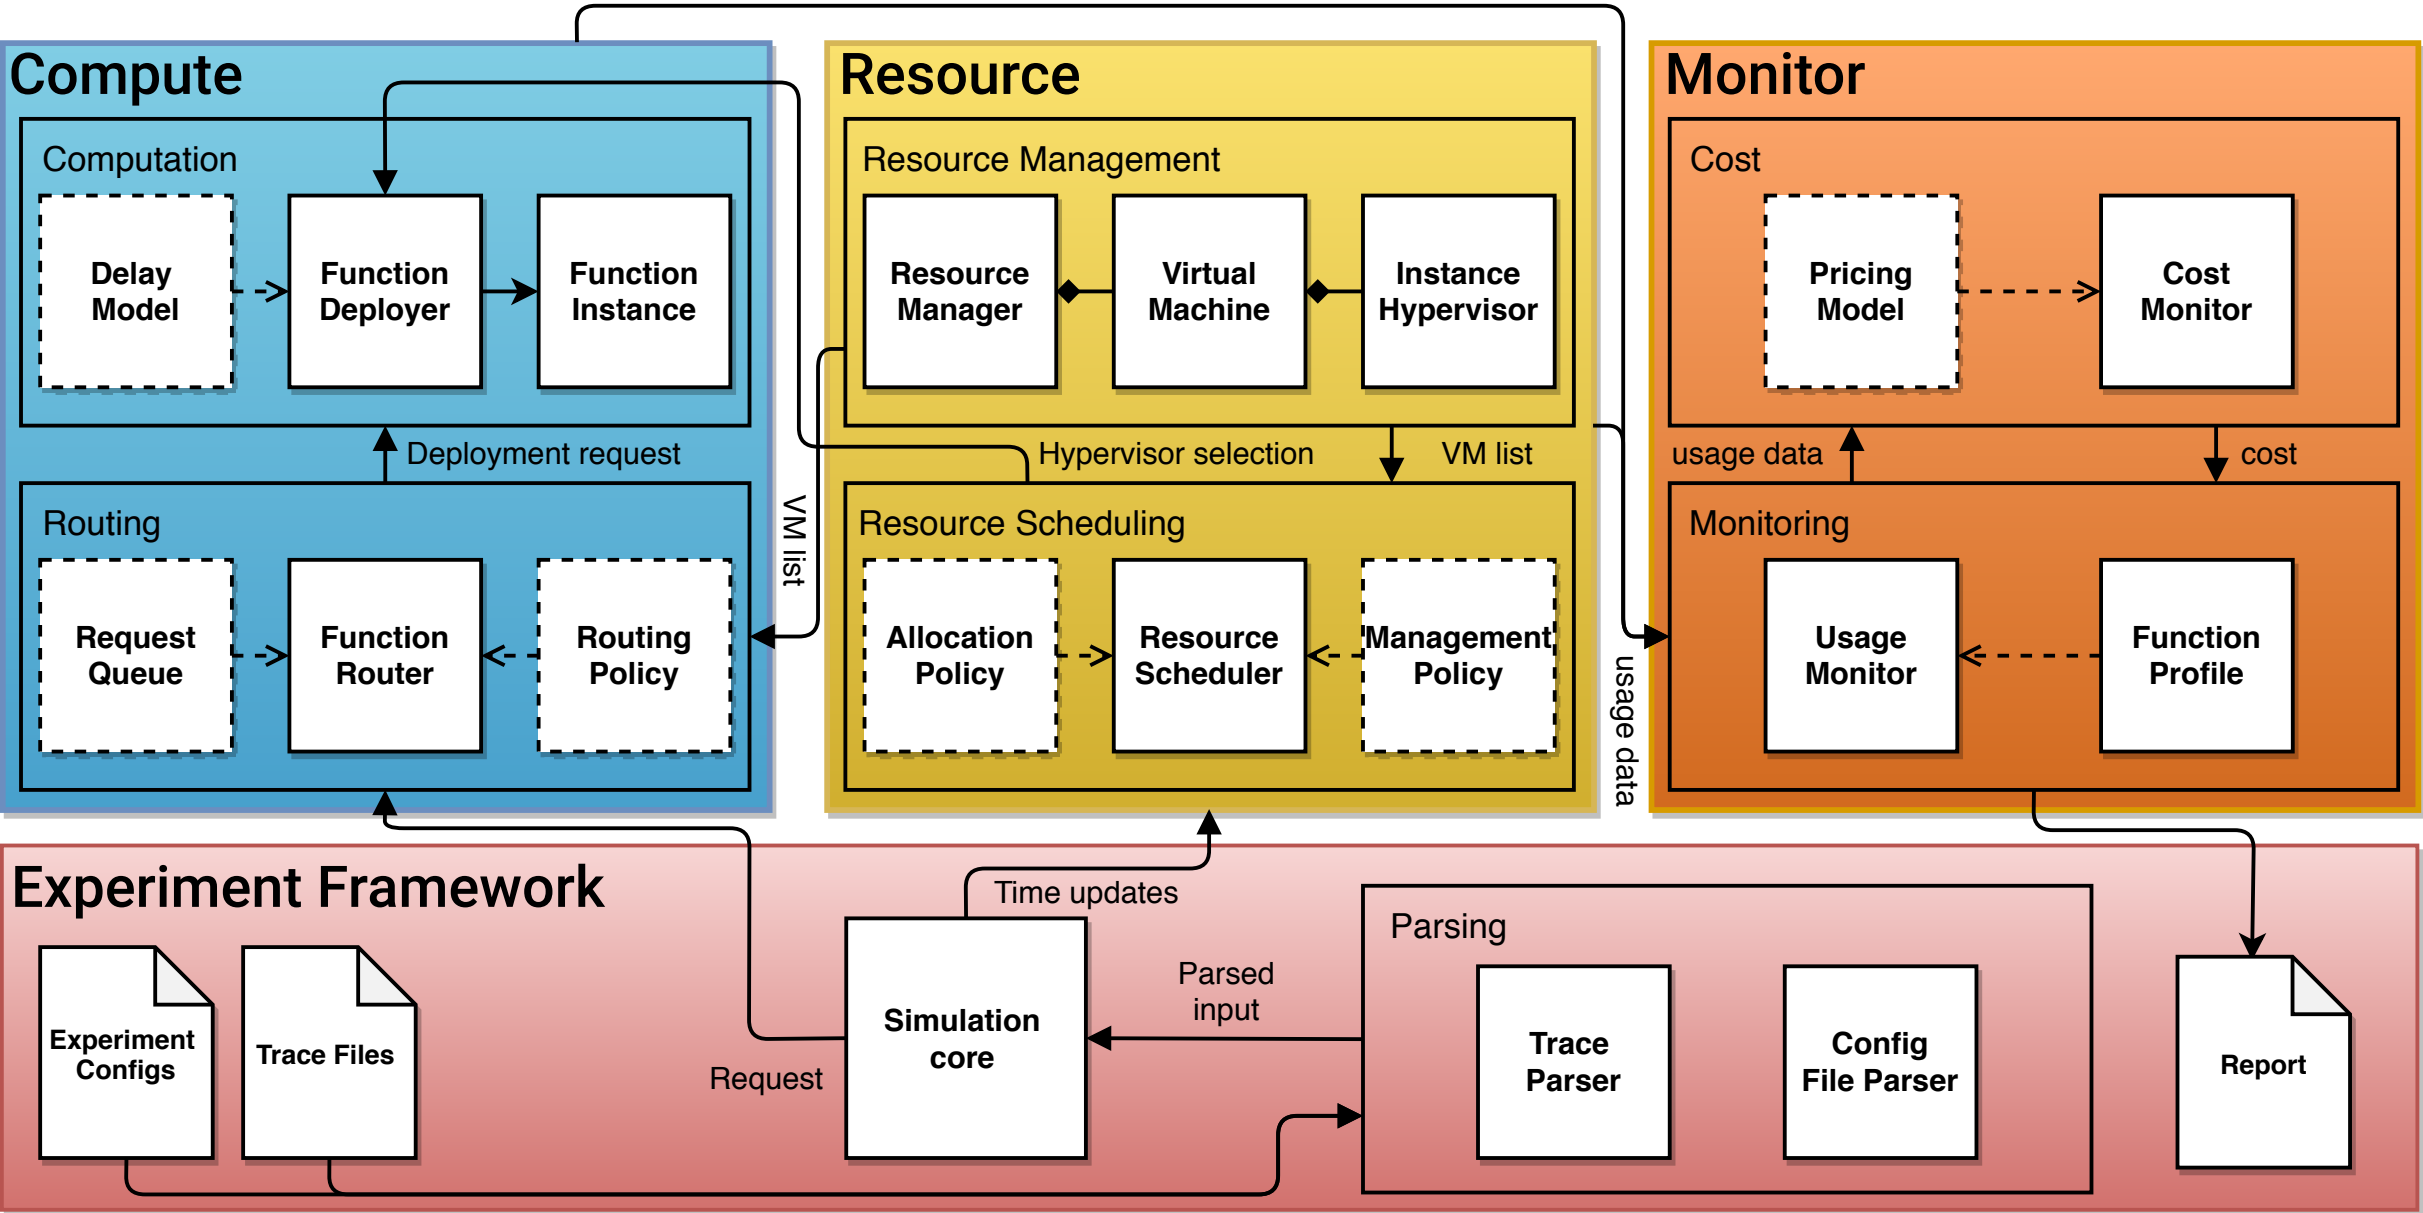 Compute
Computation
Delay
Model
Function
Deployer
Function
Instance
Deployment request
Routing
Request
Queue
Function
Router
Routing
Policy
VM list
Resource
Resource Management
Resource
Manager
Virtual
Machine
Instance
Hypervisor
Hypervisor selection
VM list
Resource Scheduling
Allocation
Policy
Resource
Scheduler
Management
Policy
usage data
Monitor
Cost
Pricing
Model
Cost
Monitor
usage data
cost
Monitoring
Usage
Monitor
Function
Profile
Experiment Framework
Experiment
Configs
Trace Files
Request
Time updates
Simulation
core
Parsed
input
Parsing
Trace
Parser
Config
File Parser
Report